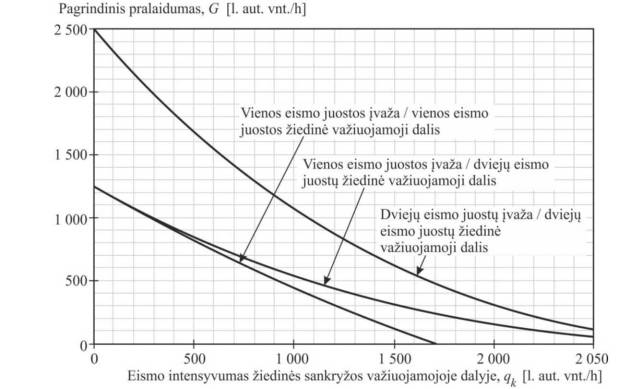 Pagrindinis pralaidumas, G [l. aut. vnt./h]
2 500
2 000
1 500
1 000
500
0
Vienos eismo juostos įvaža / vienos eismo
juostos žiedinė važiuojamoji dalis
Vienos eismo juostos įvaža / dviejų eismo
juostų žiedinė važiuojamoji dalis
Dviejų eismo juostų įvaža / dviejų
eismo juostų žiedinė
važiuojamoji dalis
0 500 1 000 1 500 2 000 2 050
Eismo intensyvumas žiedinės sankryžos važiuojamojoje dalyje, qk [l. aut. vnt./h]